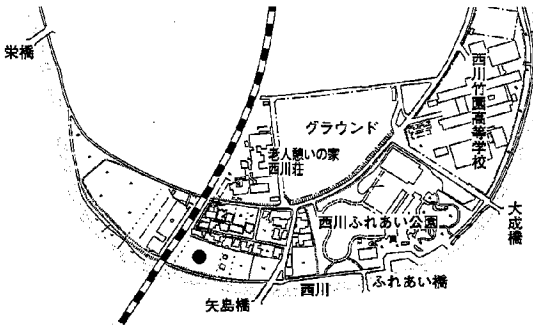 栄橋
西川竹園高等学校
グラウンド
老人憩いの家
西川荘
西川ふれあい公園
大成橋
ふれあい橋
西川
矢島橋